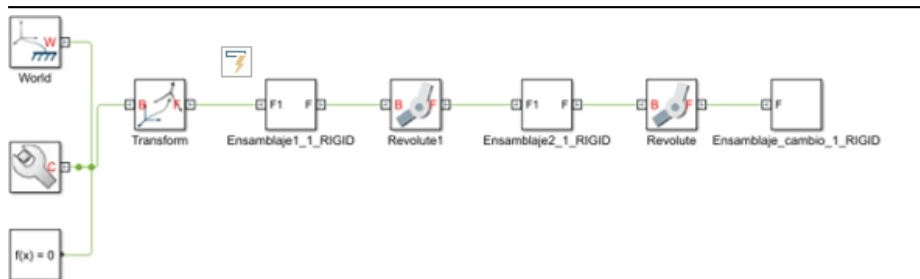 W
World
B
F
Transform
F1
F
Ensamblaje1_1_RIGID
B
F
Revolute1
F1
F
Ensamblaje2_1_RIGID
B
F
Revolute
F
Ensamblaje_cambio_1_RIGID
C
f(x) = 0